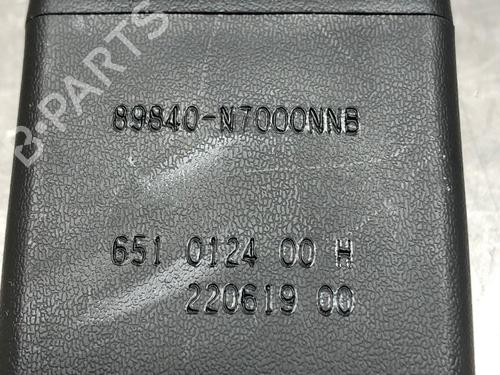 B-PARTS
89840-N7000NNB
651 0124 00 H
220619 00